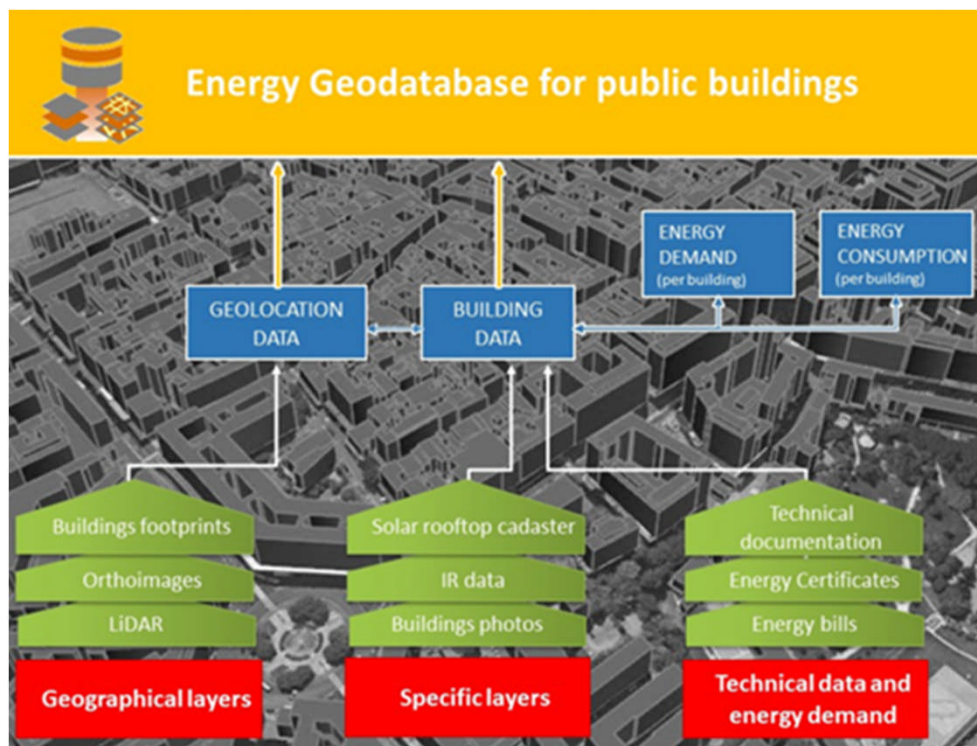 Energy Geodatabase for public buildings
ENERGY
DEMAND
(per building)
ENERGY
CONSUMPTION
(per building)
GEOLOCATION
DATA
BUILDING
DATA
Buildings footprints
Orthoimages
LiDAR
Geographical layers
Solar rooftop cadaster
IR data
Buildings photos
Specific layers
Technical
documentation
Energy Certificates
Energy bills
Technical data and
energy demand